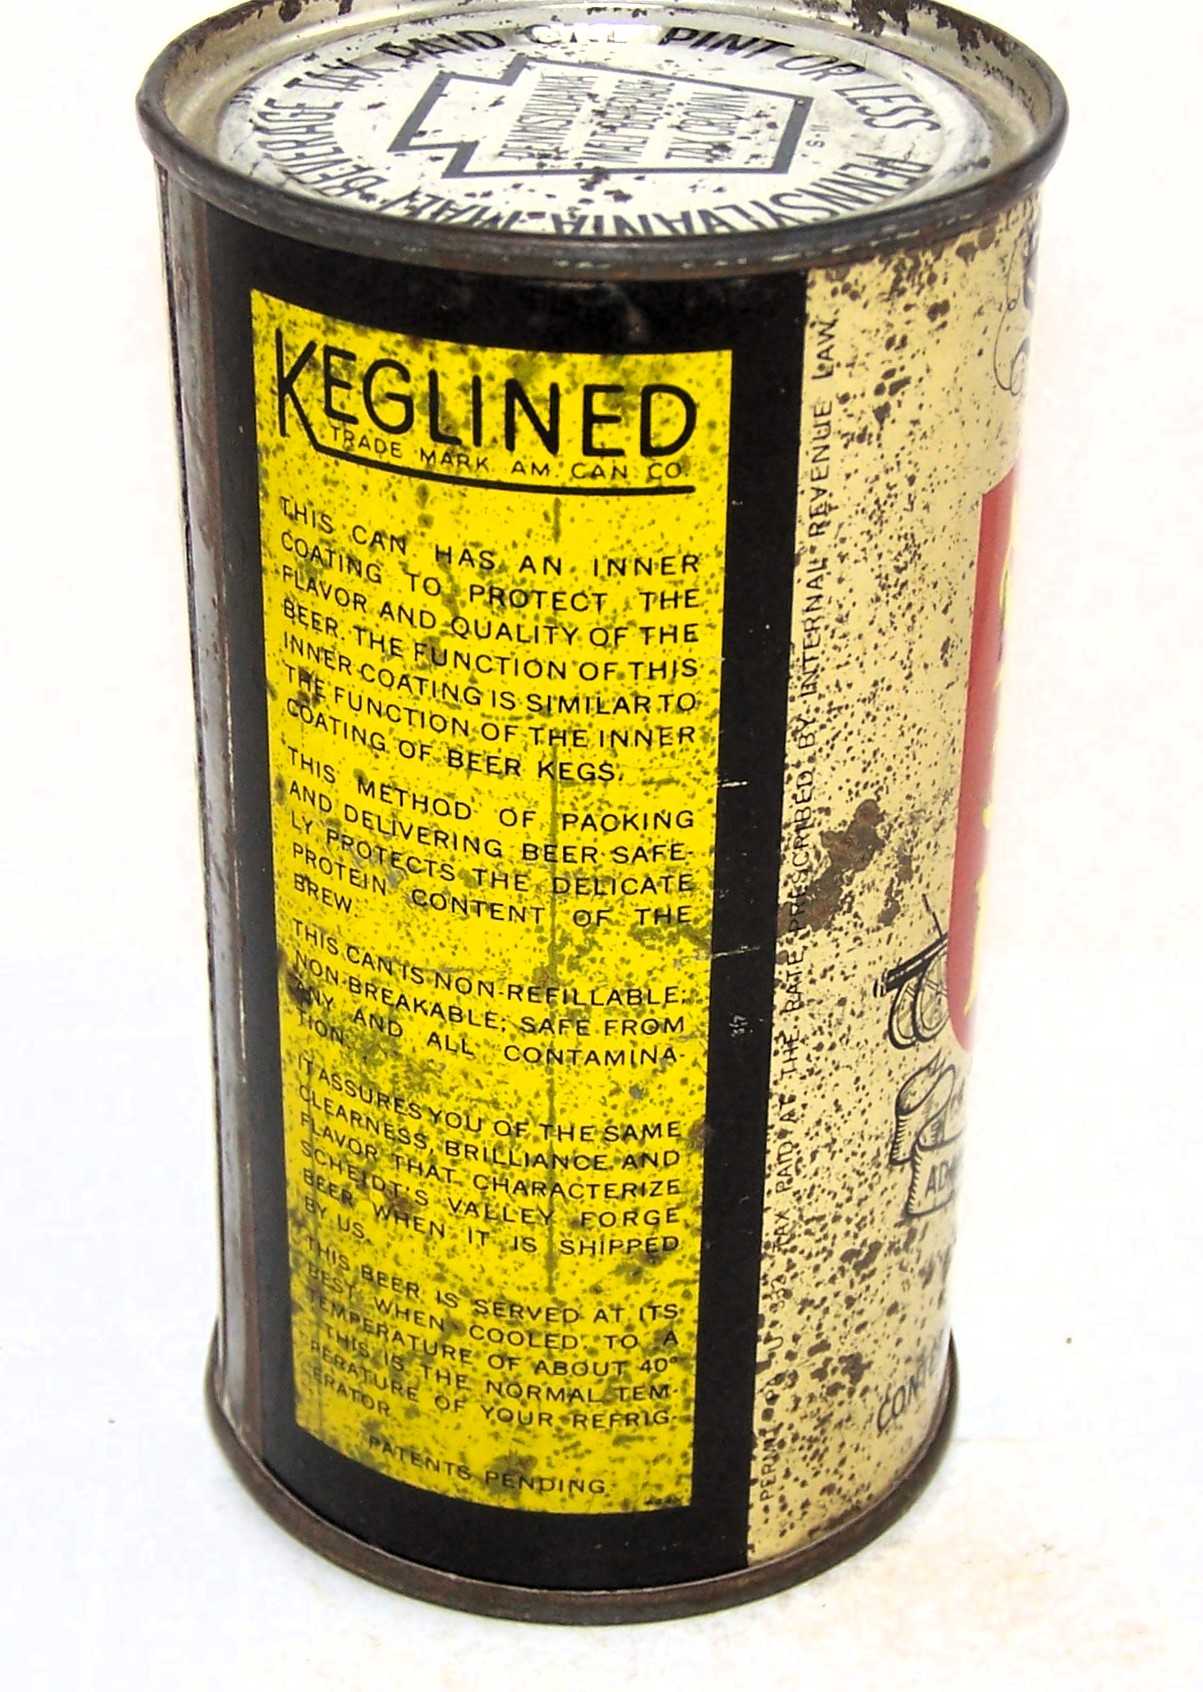 PENNSYLVANIA MALT BEVERAGE TAX PAID ONE PINT OR LESS
PENNSYLVANIA
MALT BEVERAGE
TAX CROWN
KEGLINED
TRADE MARK AM. CAN CO.
THIS CAN HAS AN INNER
COATING TO PROTECT THE
FLAVOR AND QUALITY OF THE
BEER. THE FUNCTION OF THIS
INNER COATING IS SIMILAR TO
THE FUNCTION OF THE INNER
COATING OF BEER KEGS.
THIS METHOD OF PACKING
AND DELIVERING BEER SAFE-
LY PROTECTS THE DELICATE
PROTEIN CONTENT OF THE
BREW.
THIS CAN IS NON-REFILLABLE;
NON-BREAKABLE; SAFE FROM
ANY AND ALL CONTAMINA-
TION.
IT ASSURES YOU OF THE SAME
CLEARNESS, BRILLIANCE AND
FLAVOR THAT CHARACTERIZE
SCHEIDT'S VALLEY FORGE
BEER WHEN IT IS SHIPPED
BY US.
THIS BEER IS SERVED AT ITS
BEST WHEN COOLED TO A
TEMPERATURE OF ABOUT 40°
THIS IS THE NORMAL TEM-
PERATURE OF YOUR REFRIG-
ERATOR.
PATENTS PENDING
TAX PAID AT THE RATE PRESCRIBED BY INTERNAL REVENUE LAW.